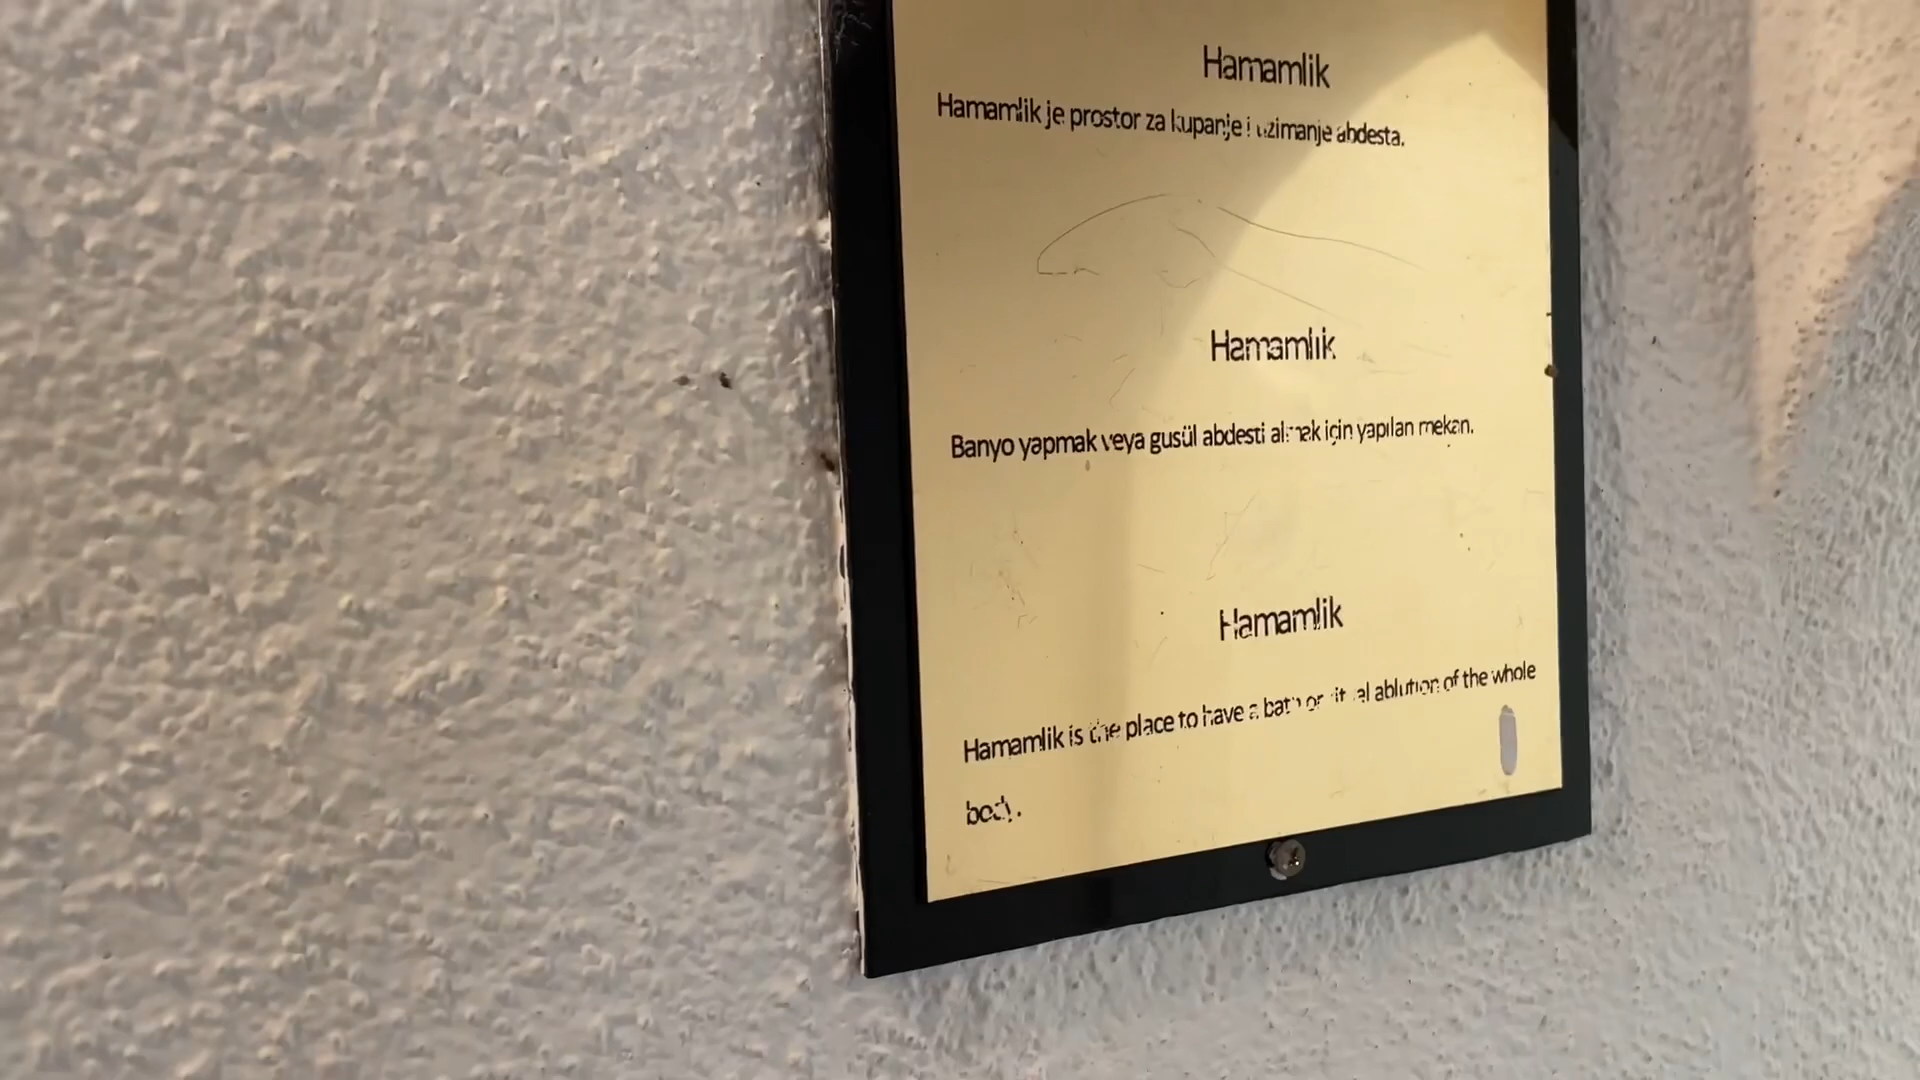 Hamamlik
Hamamlik je prostor za kupanje i uzimanje abdesta.
Hamamlik
Banyo yapmak veya gusül abdesti almak için yapılan mekan.
Hamamlik
Hamamlik is the place to have a bath or ritual ablution of the whole
body.